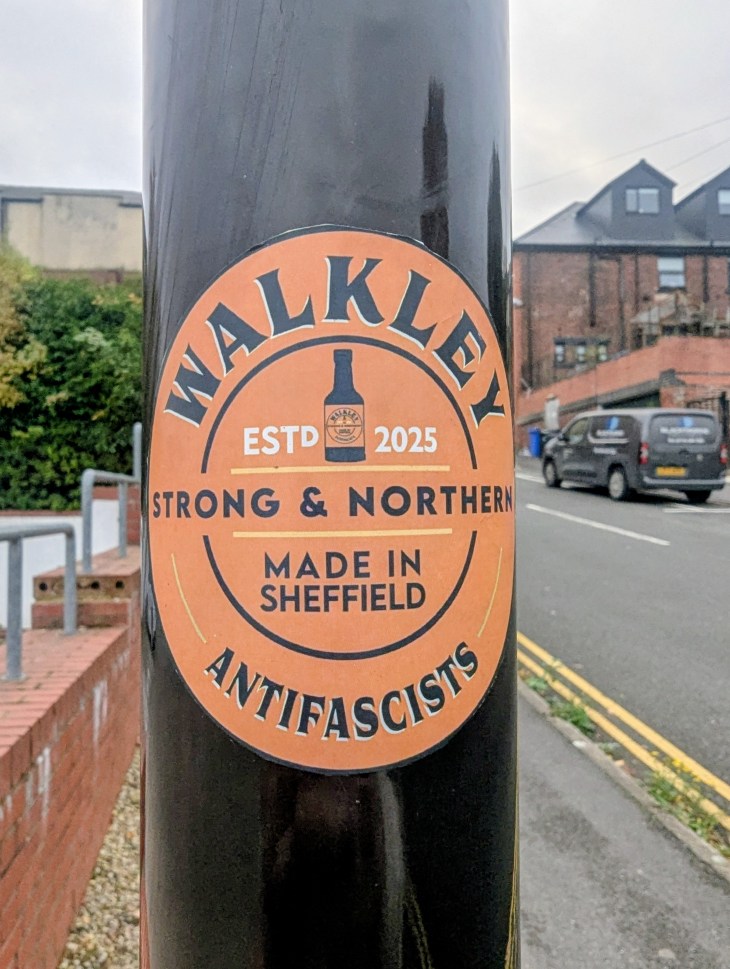 WALKLEY
ESTD 2025
STRONG & NORTHERN
MADE IN
SHEFFIELD
ANTIFASCISTS